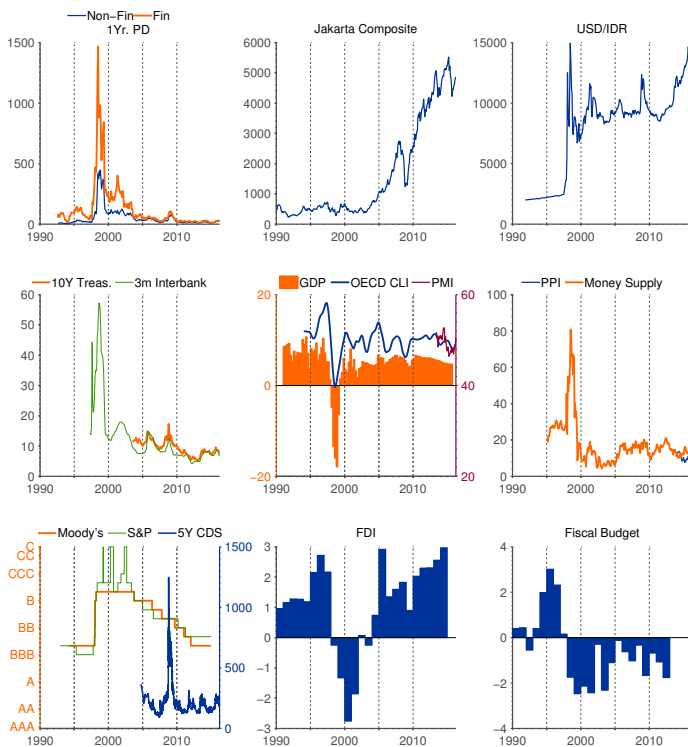 Non-Fin Fin
1Yr. PD
1500
1000
500
0
1990 2000 2010
Jakarta Composite
6000
5000
4000
3000
2000
1000
0
1990 2000 2010
USD/IDR
15000
10000
5000
0
1990 2000 2010
10Y Treas. 3m Interbank
60
50
40
30
20
10
0
1990 2000 2010
GDP OECD CLI PMI
20
0
−20
60
40
20
1990 2000 2010
PPI Money Supply
100
80
60
40
20
0
1990 2000 2010
Moody's S&P 5Y CDS
C
CC
CCC
B
BB
BBB
A
AA
AAA
1500
1000
500
0
1990 2000 2010
FDI
3
2
1
0
−1
−2
−3
1990 2000 2010
Fiscal Budget
4
2
0
−2
−4
1990 2000 2010